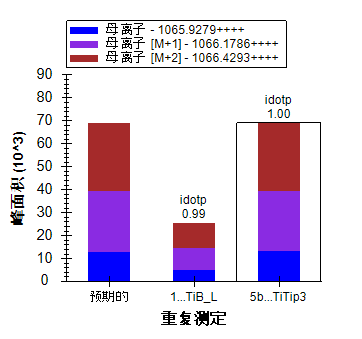 母离子 - 1065.9279++++
母离子 [M+1] - 1066.1786++++
母离子 [M+2] - 1066.4293++++
90
80
70
60
50
40
30
20
10
0
峰面积 (10^3)
idotp
0.99
idotp
1.00
预期的
1...TiB_L
5b...TiTip3
重复测定